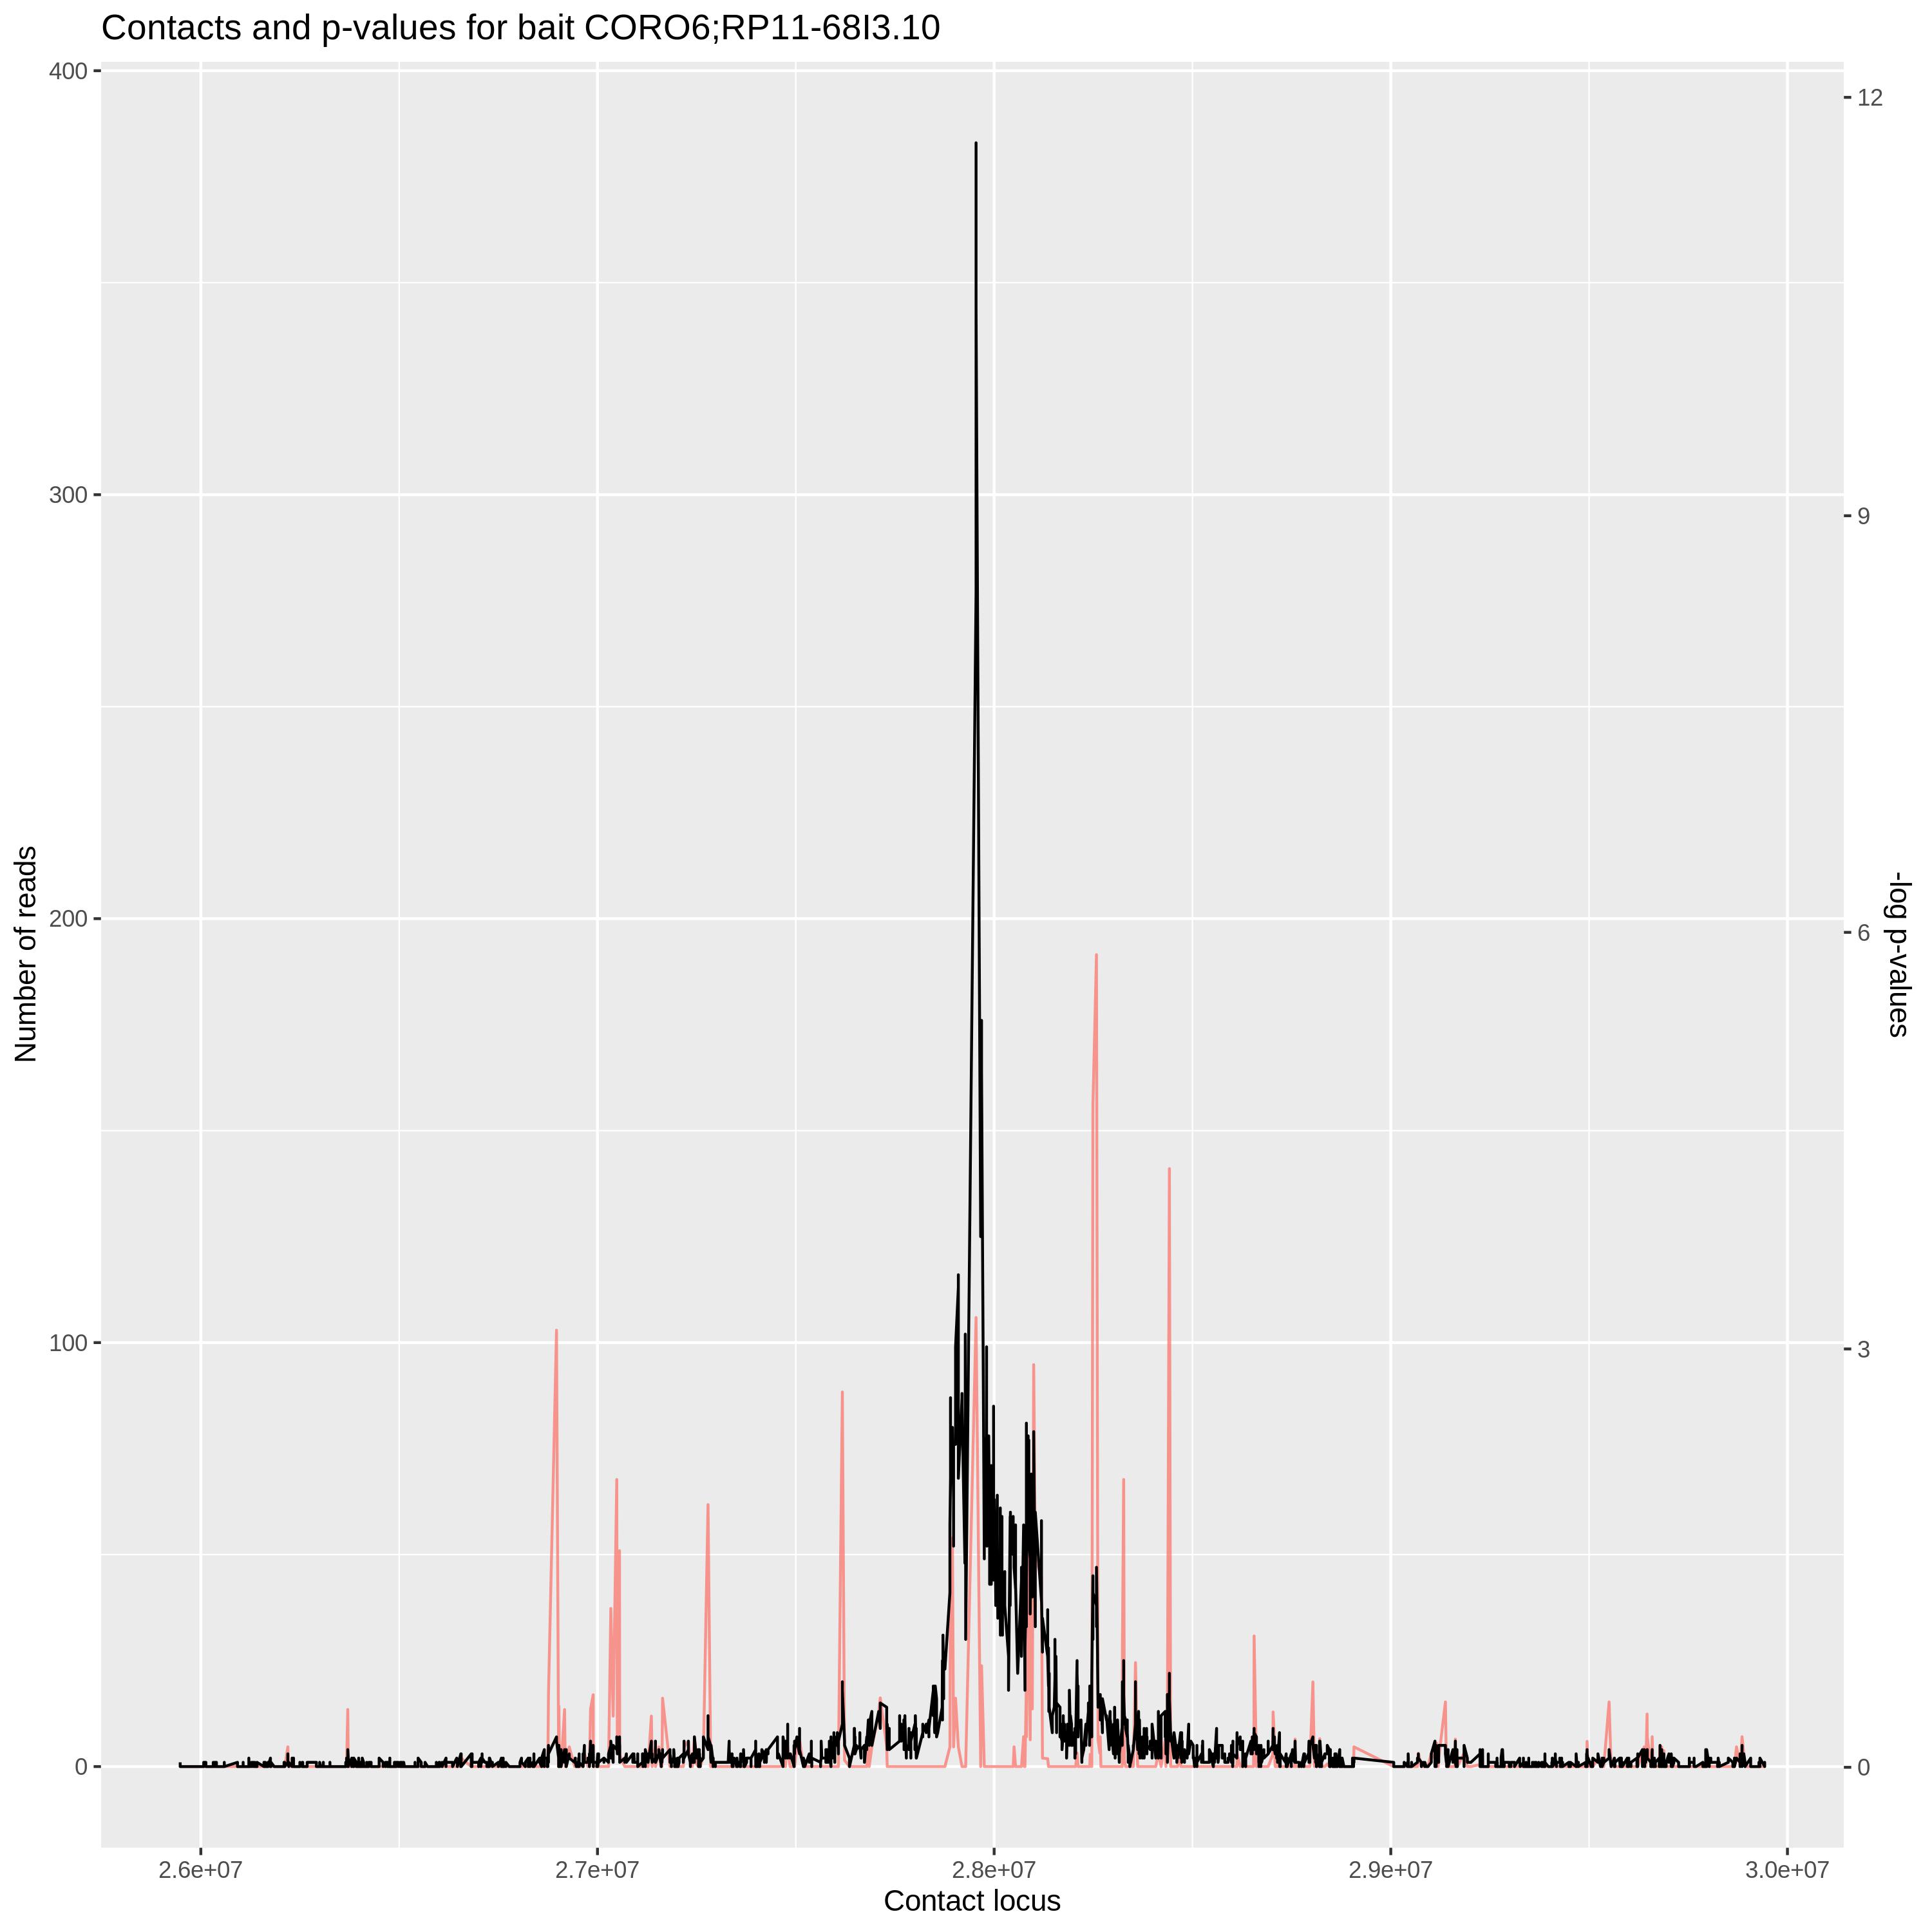 Contacts and p-values for bait CORO6;RP11-68I3.10
400
300
200
100
0
12
9
6
3
0
Number of reads
-log p-values
2.6e+07
2.7e+07
2.8e+07
2.9e+07
3.0e+07
Contact locus